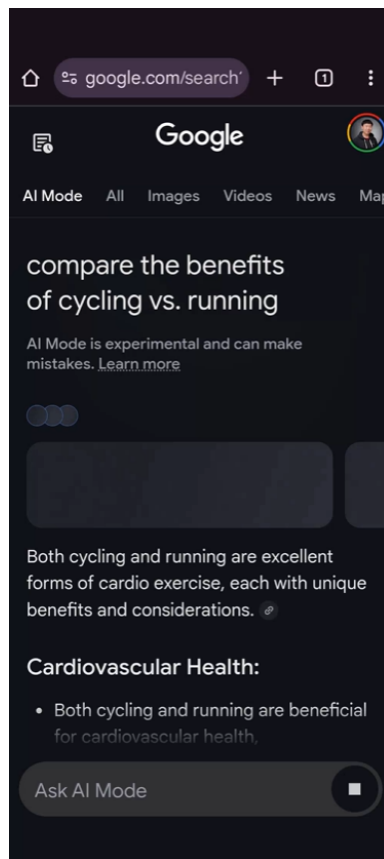 google.com/search
1
Google
AI Mode All Images Videos News Ma
compare the benefits
of cycling vs. running
AI Mode is experimental and can make
mistakes. Learn more
Both cycling and running are excellent
forms of cardio exercise, each with unique
benefits and considerations.
Cardiovascular Health:
• Both cycling and running are beneficial
for cardiovascular health,
Ask AI Mode